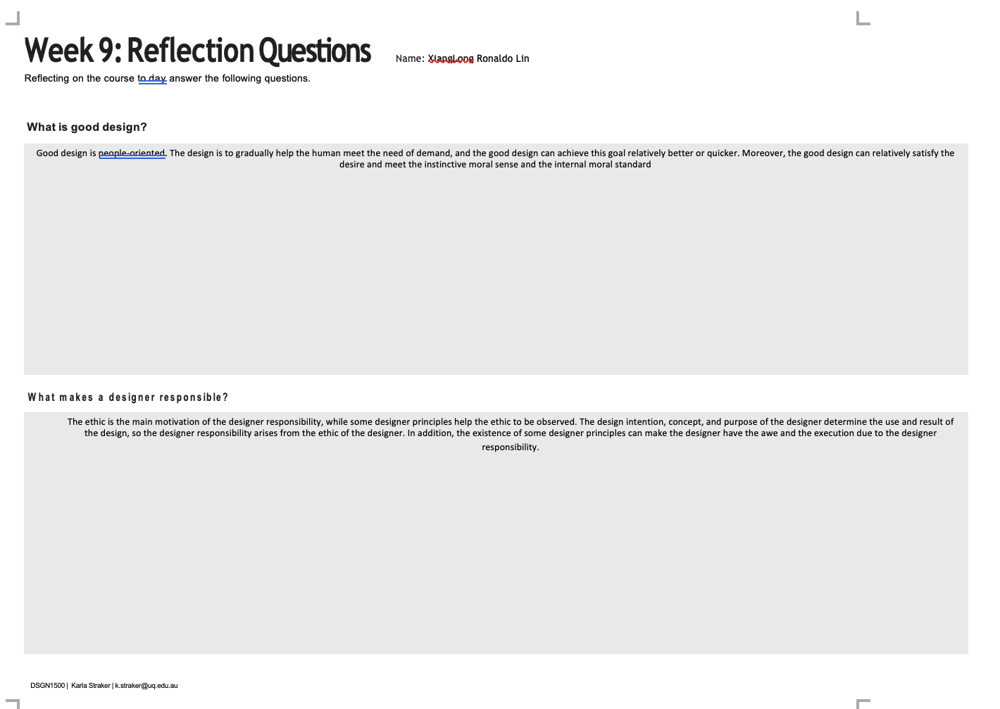 Week 9: Reflection Questions Name: XiangLong Ronaldo Lin
Reflecting on the course to day answer the following questions.
What is good design?
Good design is people-oriented. The design is to gradually help the human meet the need of demand, and the good design can achieve this goal relatively better or quicker. Moreover, the good design can relatively satisfy the
desire and meet the instinctive moral sense and the internal moral standard
What makes a designer responsible?
The ethic is the main motivation of the designer responsibility, while some designer principles help the ethic to be observed. The design intention, concept, and purpose of the designer determine the use and result of
the design, so the designer responsibility arises from the ethic of the designer. In addition, the existence of some designer principles can make the designer have the awe and the execution due to the designer
responsibility.
DSGN1500 | Karla Straker | k.straker@uq.edu.au